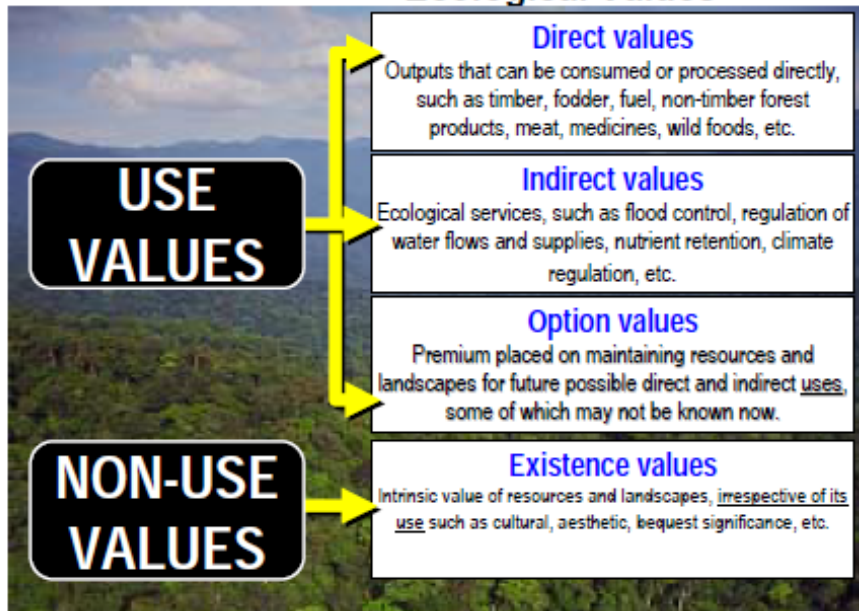 Direct values
Outputs that can be consumed or processed directly,
such as timber, fodder, fuel, non-timber forest
products, meat, medicines, wild foods, etc.
USE
VALUES
Indirect values
Ecological services, such as flood control, regulation of
water flows and supplies, nutrient retention, climate
regulation, etc.
Option values
Premium placed on maintaining resources and
landscapes for future possible direct and indirect uses,
some of which may not be known now.
NON-USE
VALUES
Existence values
Intrinsic value of resources and landscapes, irrespective of its
use such as cultural, aesthetic, bequest significance, etc.